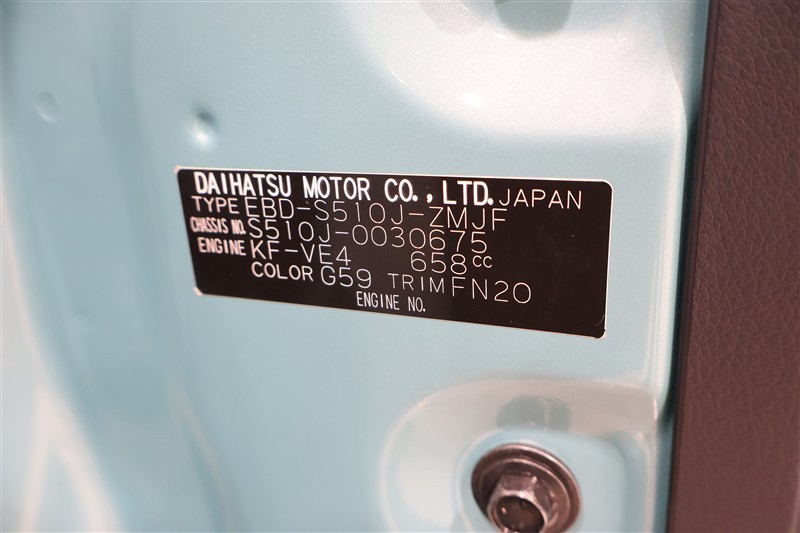 DAIHATSU MOTOR CO., LTD. JAPAN
TYPE EBD-S510J-ZMJF
CHASSIS NO. S510J-0030675
ENGINE KF-VE4 658cc
COLOR G59 TRIM FN20
ENGINE NO.